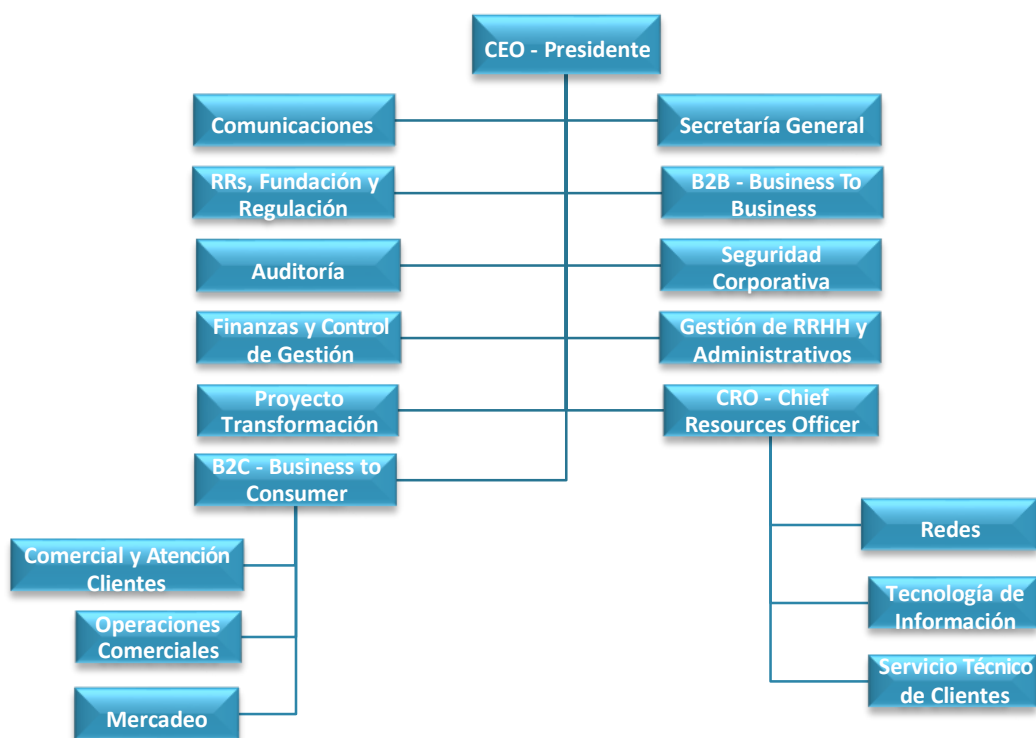 CEO - Presidente
Comunicaciones
Secretaría General
RRs, Fundación y
Regulación
B2B - Business To
Business
Auditoría
Seguridad
Corporativa
Finanzas y Control
de Gestión
Gestión de RRHH y
Administrativos
Proyecto
Transformación
CRO - Chief
Resources Officer
B2C - Business to
Consumer
Comercial y Atención
Clientes
Operaciones
Comerciales
Mercadeo
Redes
Tecnología de
Información
Servicio Técnico
de Clientes